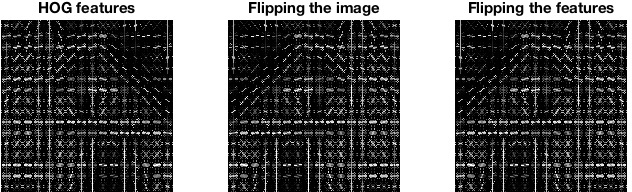 HOG features
Flipping the image
Flipping the features